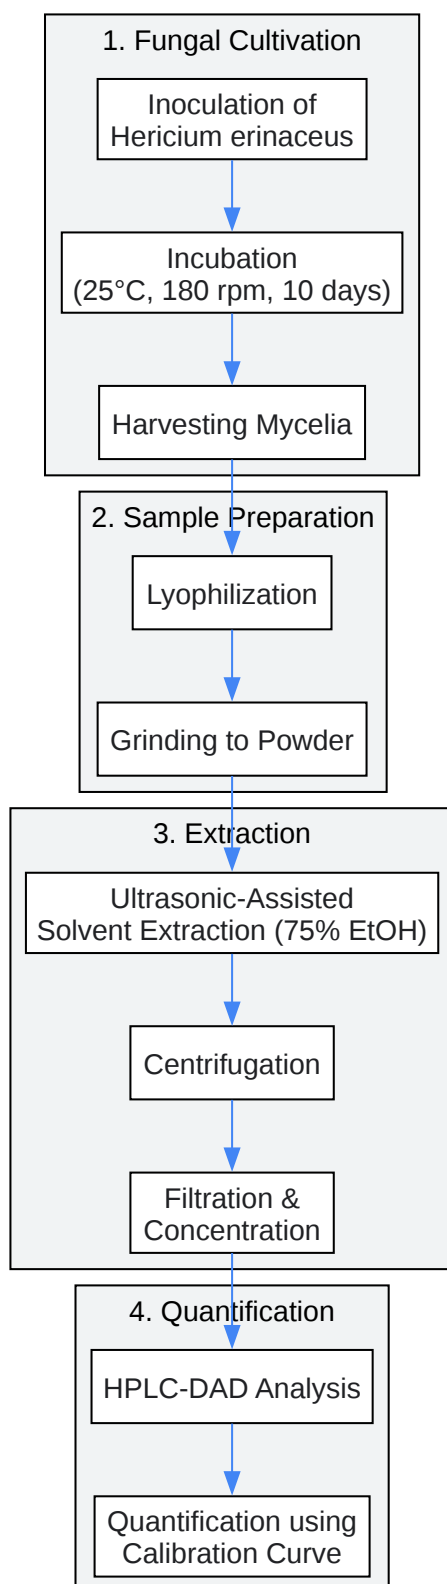 1. Fungal Cultivation
Inoculation of
Hericium erinaceus
Incubation
(25°C, 180 rpm, 10 days)
Harvesting Mycelia
2. Sample Preparation
Lyophilization
Grinding to Powder
3. Extraction
Ultrasonic-Assisted
Solvent Extraction (75% EtOH)
Centrifugation
Filtration &
Concentration
4. Quantification
HPLC-DAD Analysis
Quantification using
Calibration Curve